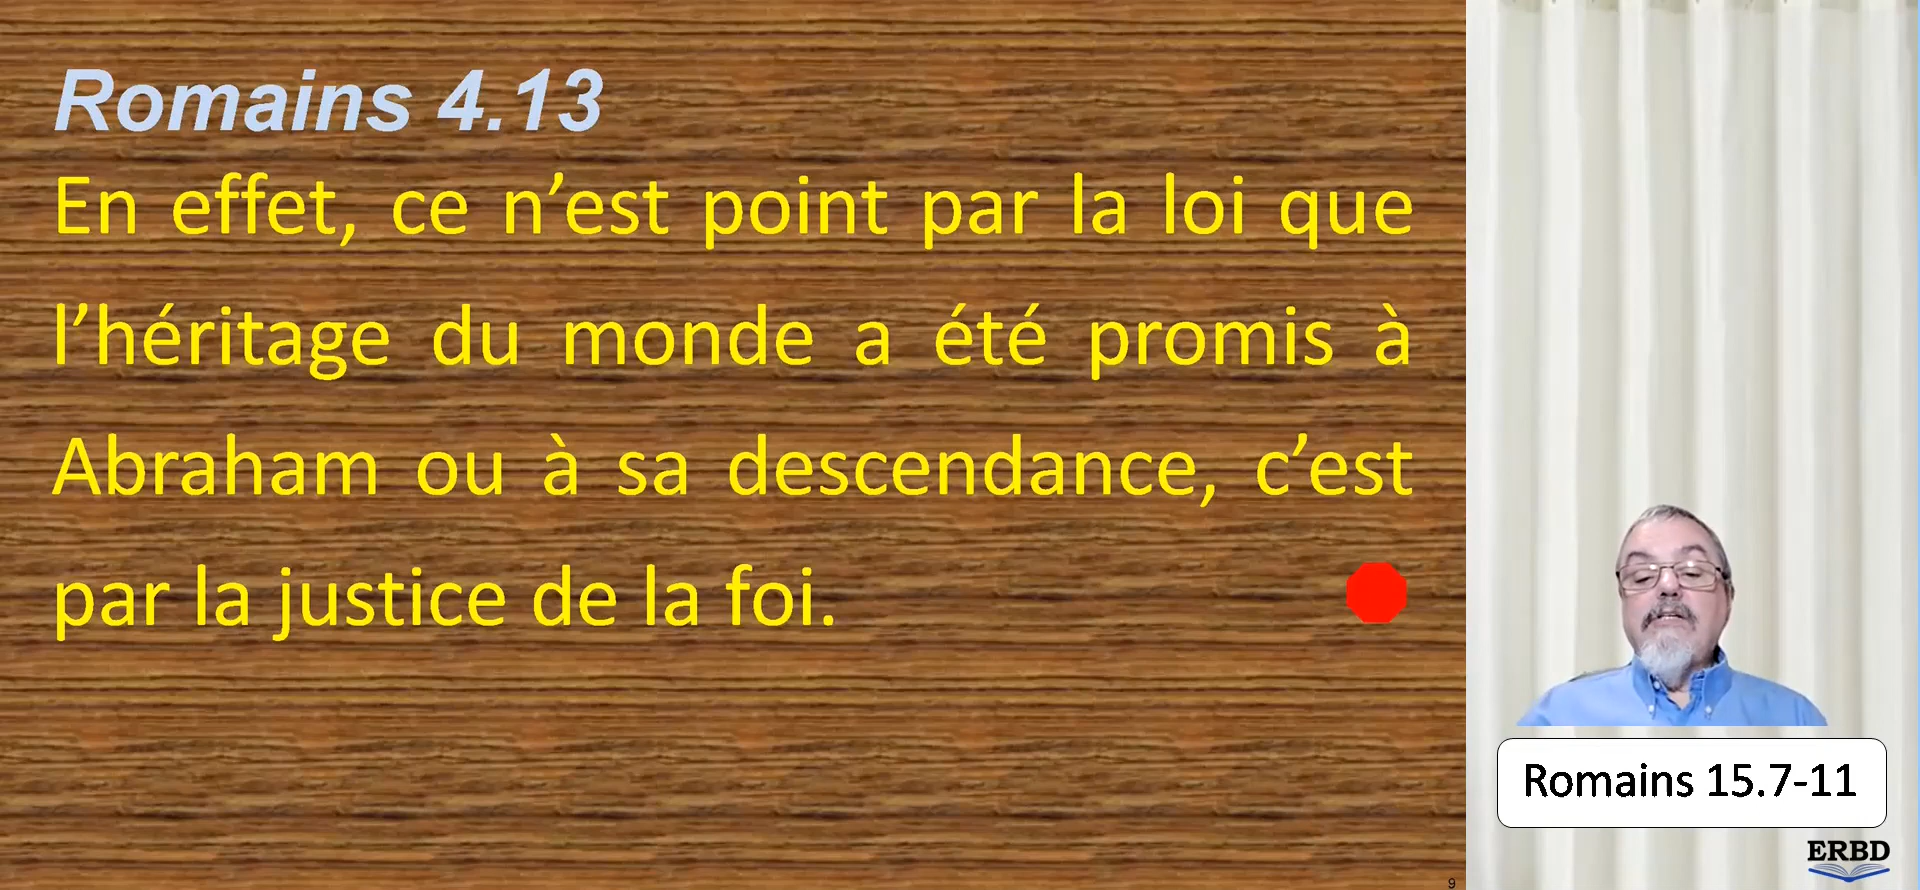 Romains 4.13
En effet, ce n’est point par la loi que
l’héritage du monde a été promis à
Abraham ou à sa descendance, c’est
par la justice de la foi.
Romains 15.7-11
ERBD
9